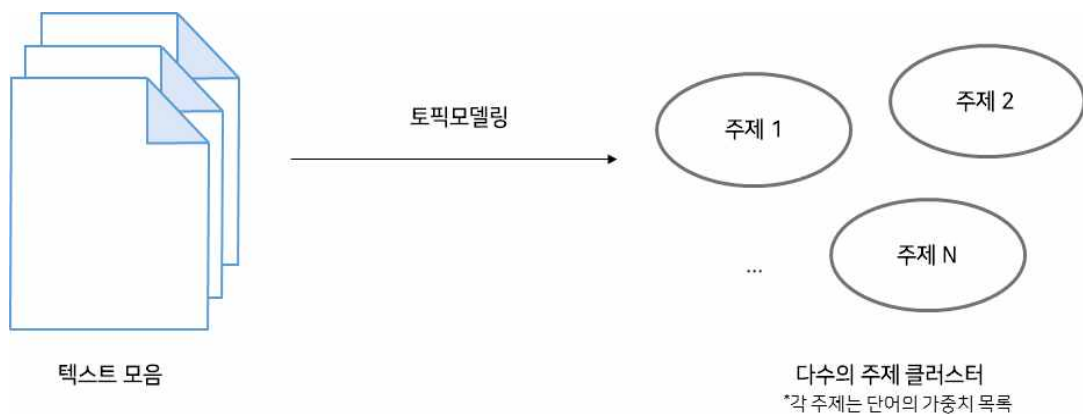 토픽모델링
주제 1
주제 2
...
주제 N
텍스트 모음
다수의 주제 클러스터
*각 주제는 단어의 가중치 목록